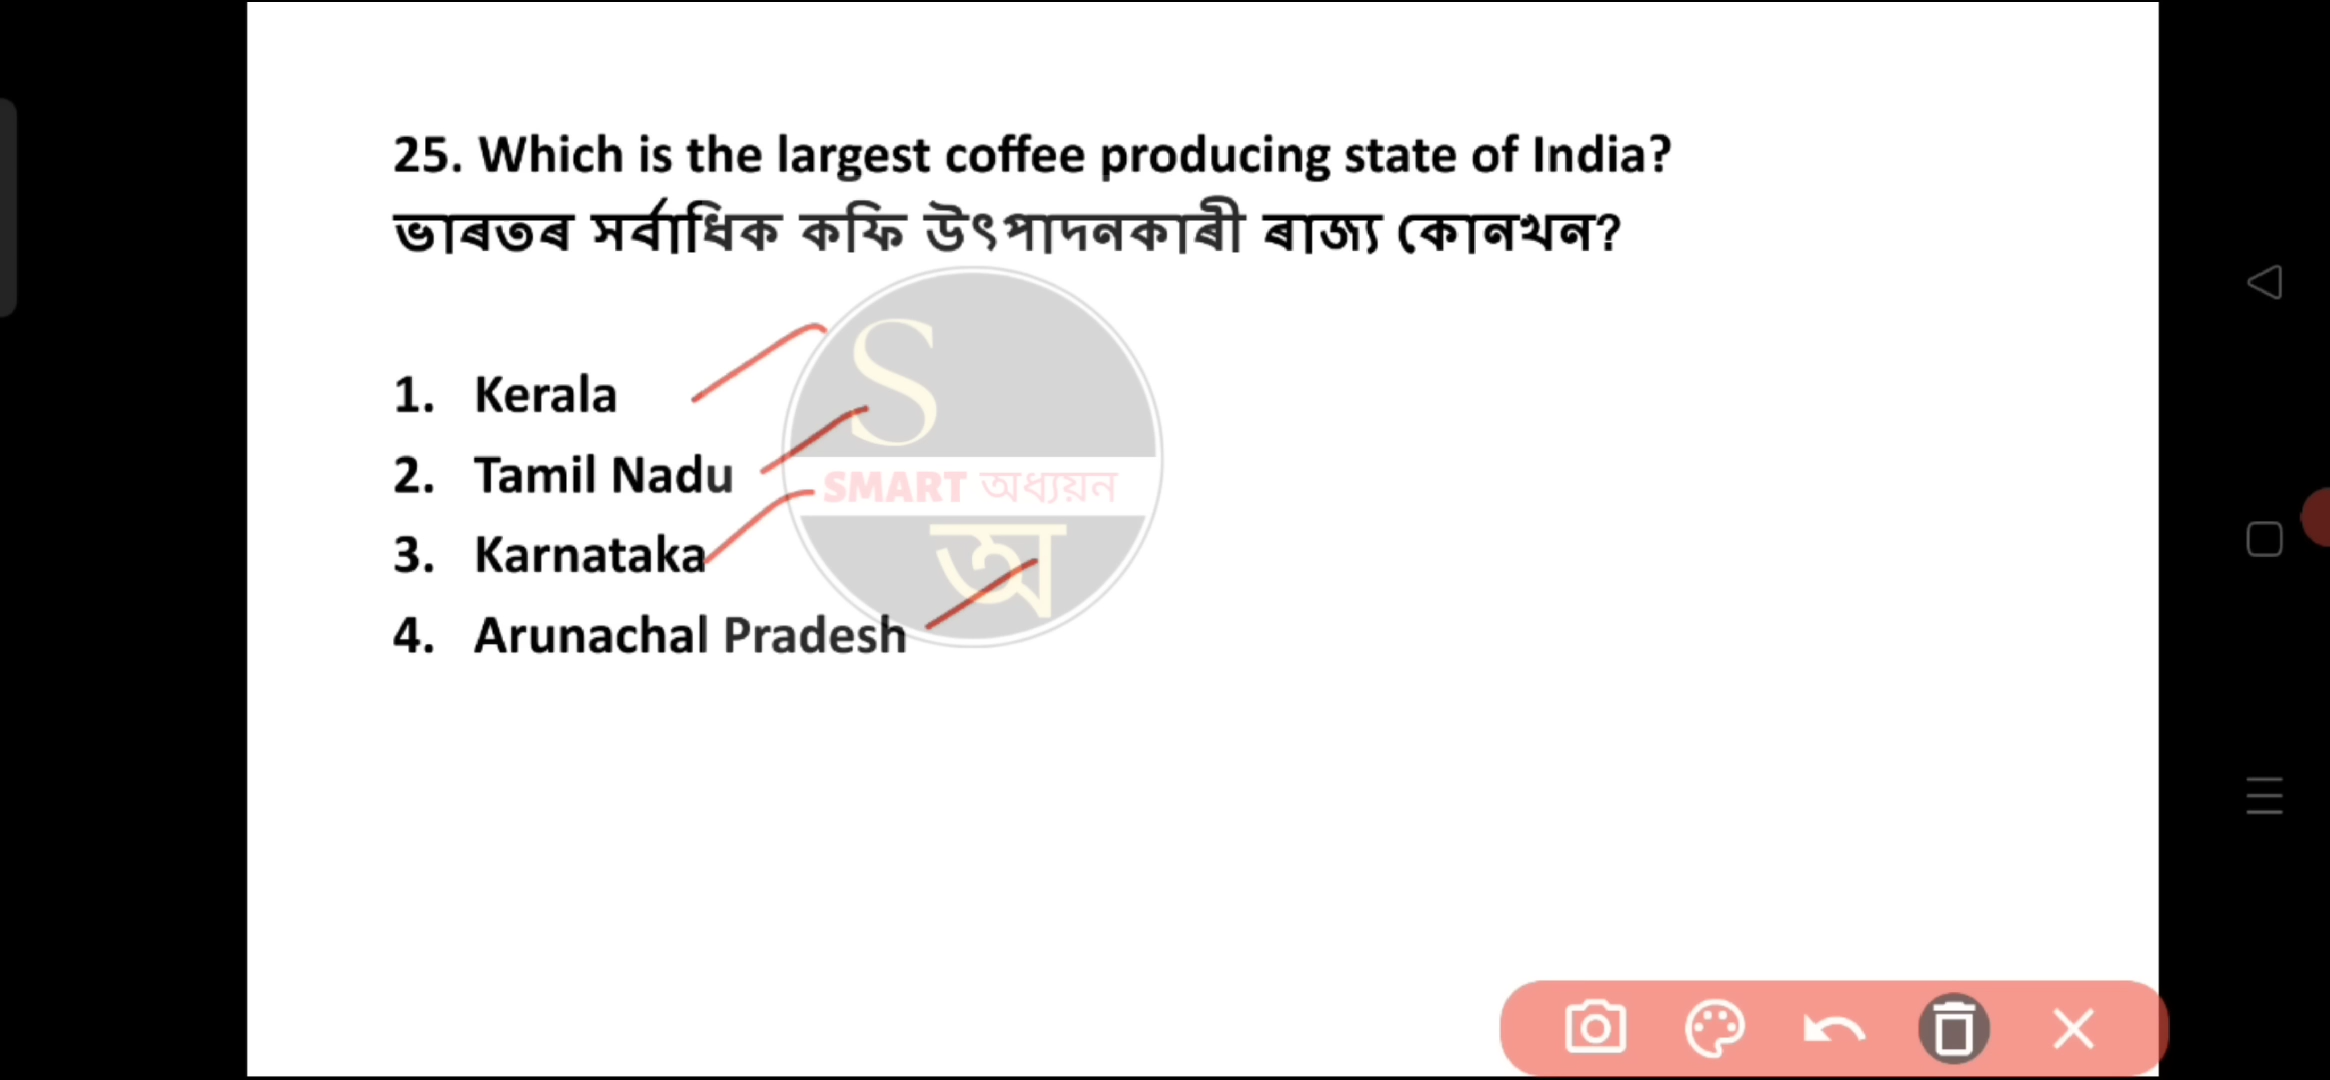 25. Which is the largest coffee producing state of India?
ভাৰতৰ সৰ্বাধিক কফি উৎপাদনকাৰী ৰাজ্য কোনখন?
S
1. Kerala
2. Tamil Nadu
SMART অধ্যয়ন
3. Karnataka
অ
4. Arunachal Pradesh